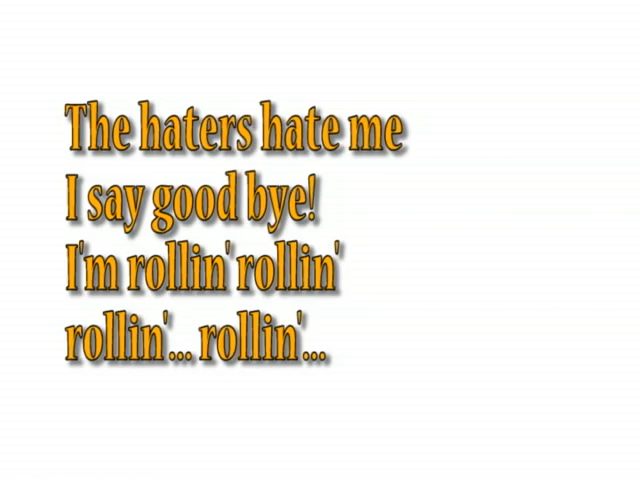 The haters hate me
I say good bye!
I'm rollin' rollin'
rollin'... rollin'...